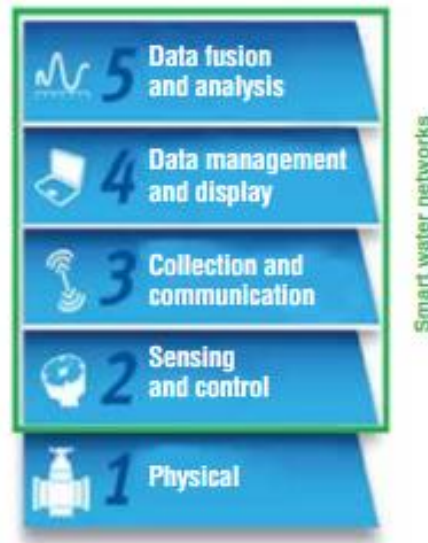 5 Data fusion
and analysis
4 Data management
and display
3 Collection and
communication
2 Sensing
and control
1 Physical
Smart water networks